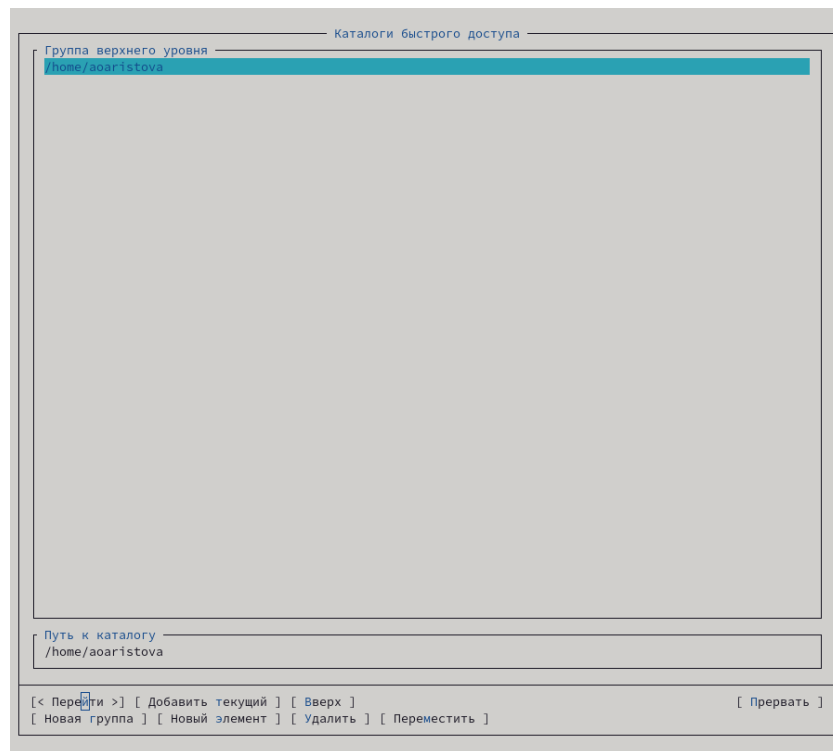 Каталоги быстрого доступа
Группа верхнего уровня
/home/aoaristova
Путь к каталогу
/home/aoaristova
[< Перейти >] [ Добавить текущий ] [ Вверх ] [ Прервать ]
[ Новая группа ] [ Новый элемент ] [ Удалить ] [ Переместить ]